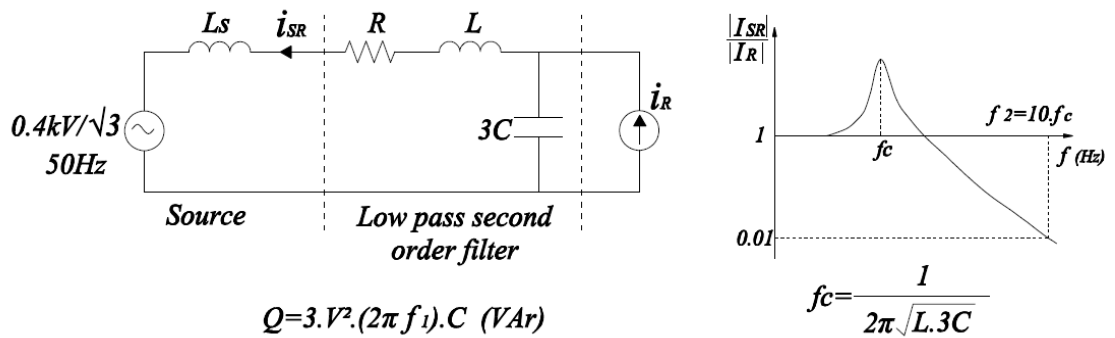 Ls
iSR
R
L
0.4kV/√3
50Hz
3C
iR
Source
Low pass second
order filter
Q=3.V².(2π f1).C (VAr)
|ISR|
|IR|
f2=10.fc
1
fc
f (Hz)
0.01
fc=1/2π√L.3C